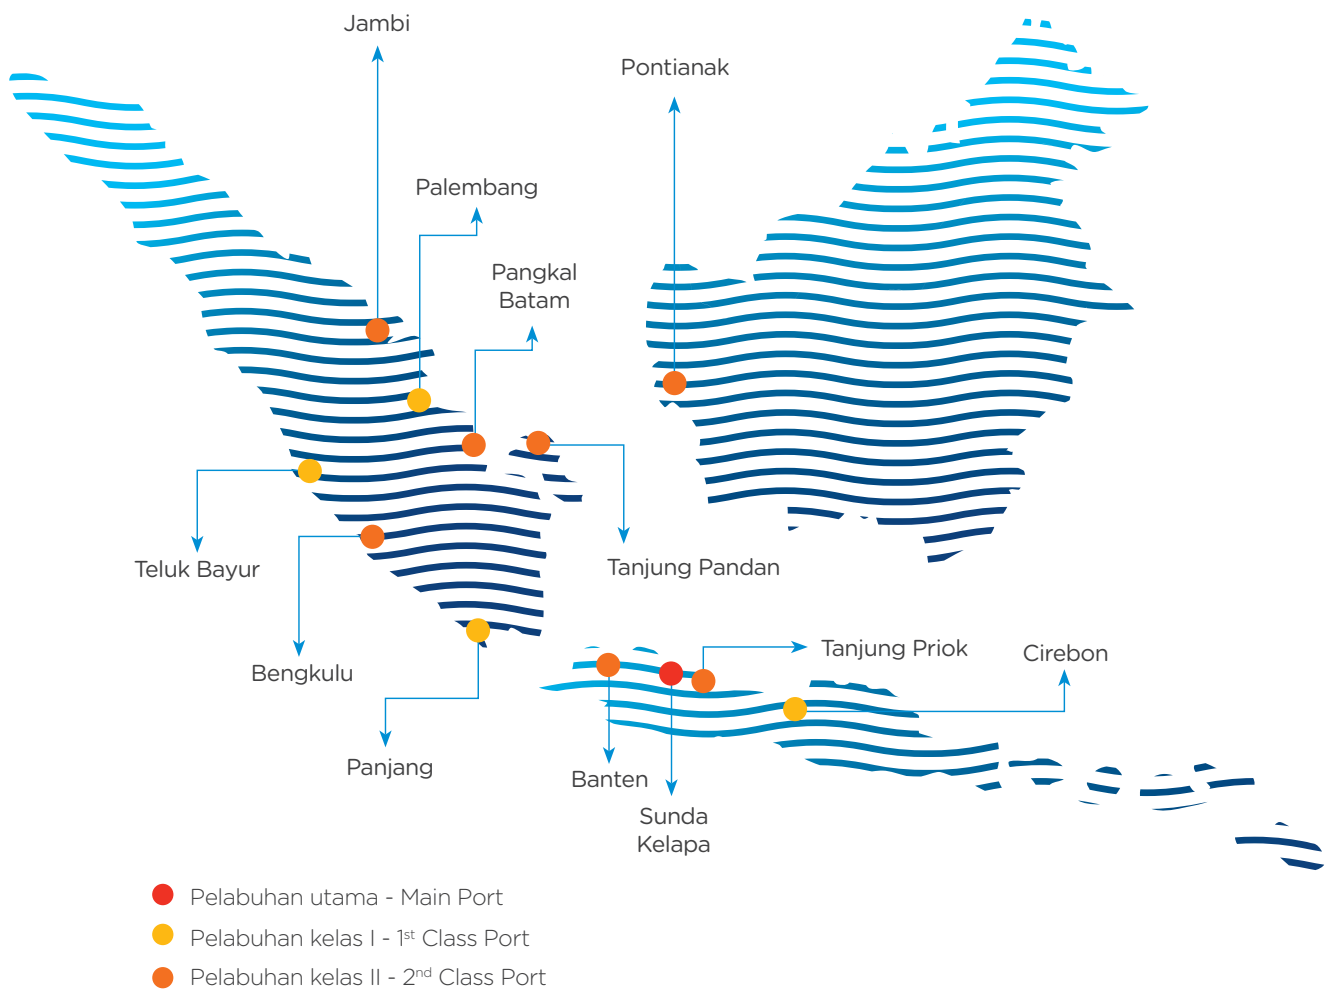 Jambi
Pontianak
Palembang
Pangkal
Batam
Teluk Bayur
Tanjung Pandan
Bengkulu
Tanjung Priok
Cirebon
Panjang
Banten
Sunda
Kelapa
Pelabuhan utama - Main Port
Pelabuhan kelas I - 1st Class Port
Pelabuhan kelas II - 2nd Class Port